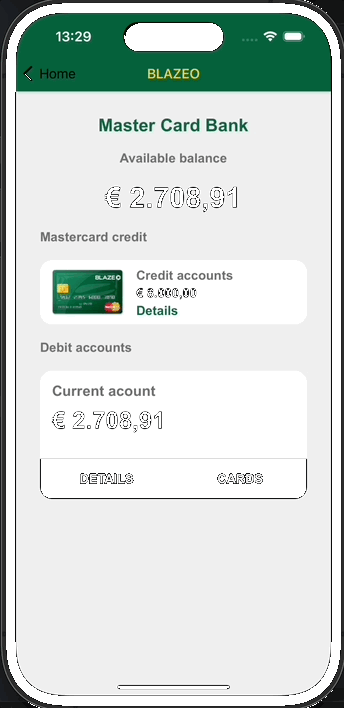 13:29
Home
BLAZEO
Master Card Bank
Available balance
€ 2.708,91
Mastercard credit
BLAZEO
Credit accounts
€ 6.000,00
Details
Debit accounts
Current acount
€ 2.708,91
DETAILS
CARDS